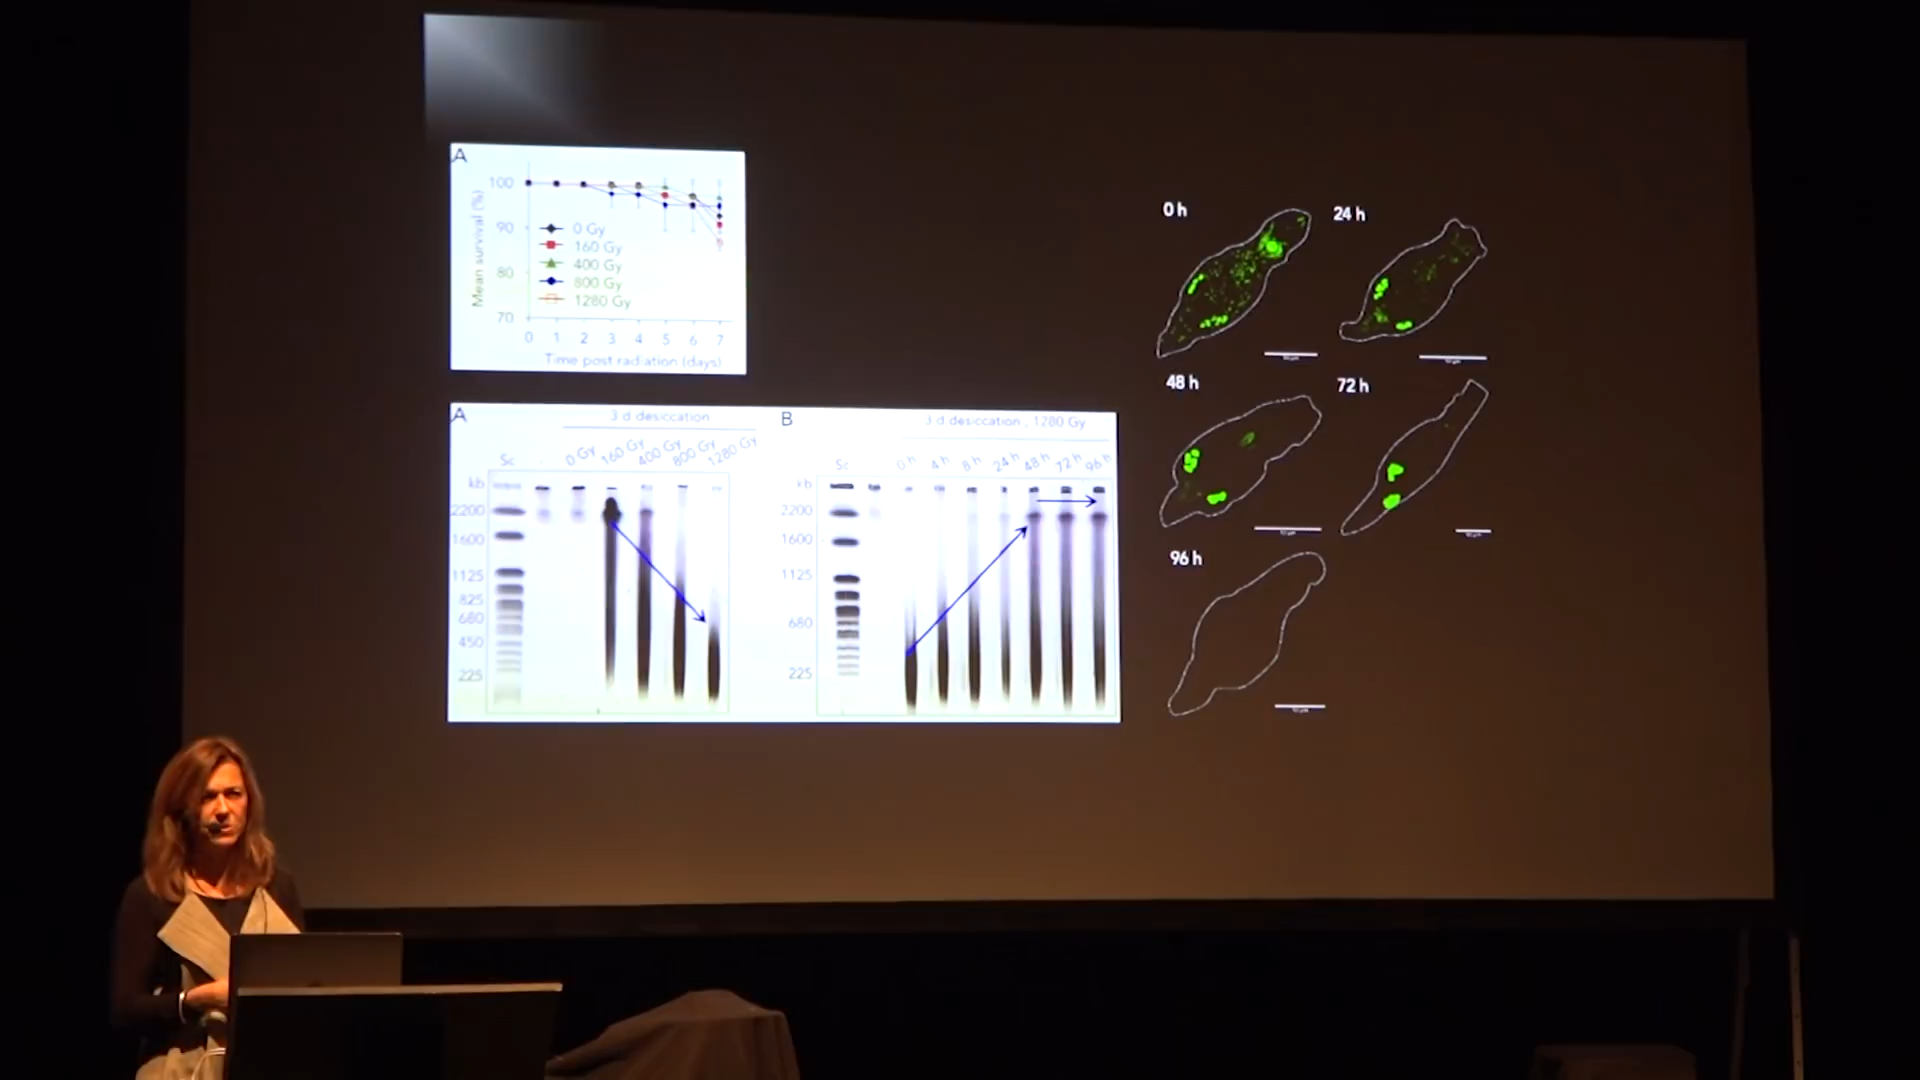 A
Mean survival (%)
100
90
80
70
0 Gy
160 Gy
400 Gy
800 Gy
1280 Gy
0 1 2 3 4 5 6 7
Time post radiation (days)
A
3 d desiccation
Sc - 0 Gy 160 Gy 400 Gy 800 Gy 1280 Gy
kb
2200
1600
1125
825
680
450
225
B
3 d desiccation , 1280 Gy
Sc 0 h 4 h 8 h 24 h 48 h 72 h 96 h
kb
2200
1600
1125
680
225
0 h
24 h
48 h
72 h
96 h